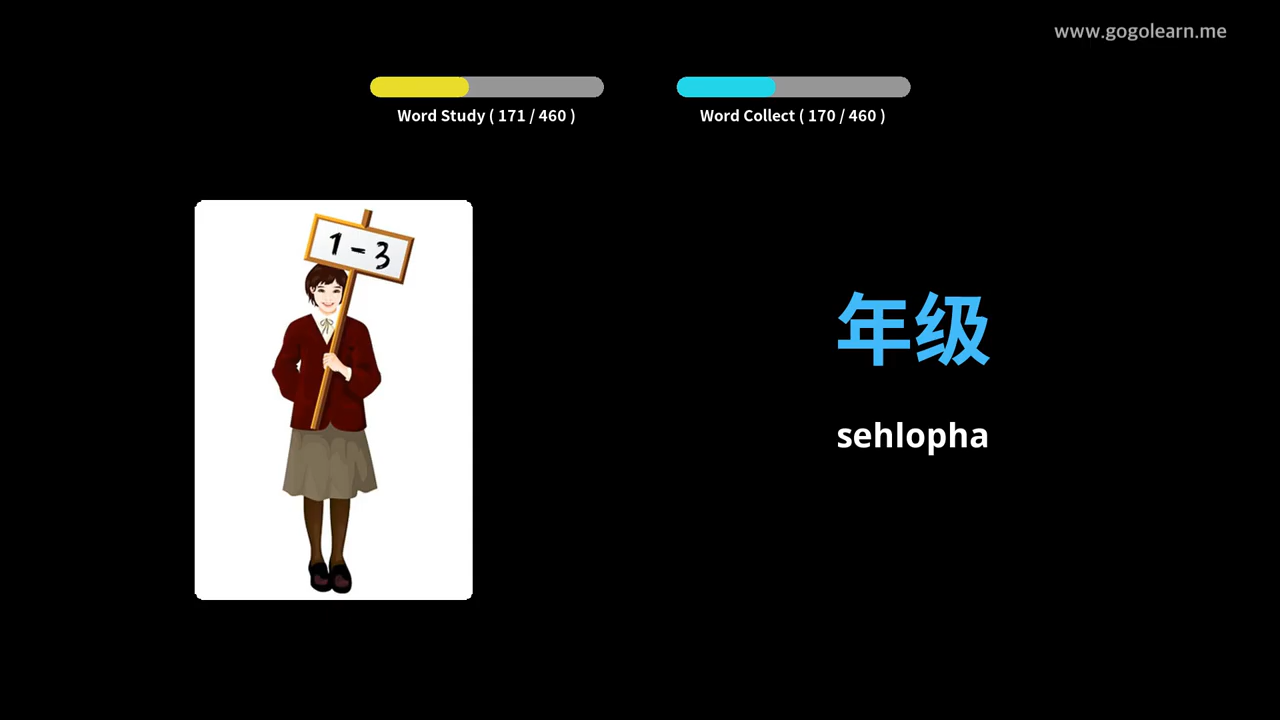 www.gogolearn.me
Word Study ( 171 / 460 )
Word Collect ( 170 / 460 )
1 - 3
年级
sehlopha